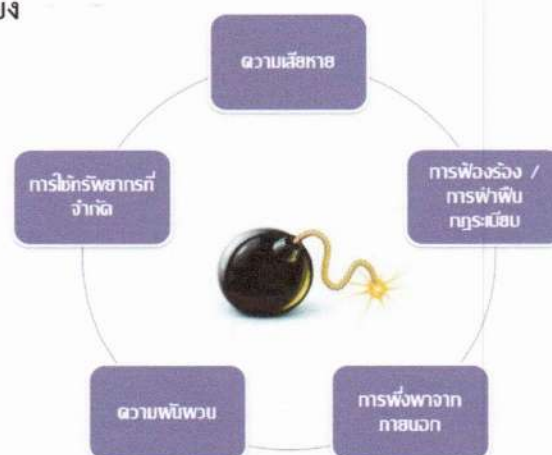 ความเสียหาย
การฟ้องร้อง /
การฝ่าฝืน
กฎระเบียบ
การพึ่งพาจาก
ภายนอก
ความผันผวน
การใช้ทรัพยากรที่
จำกัด